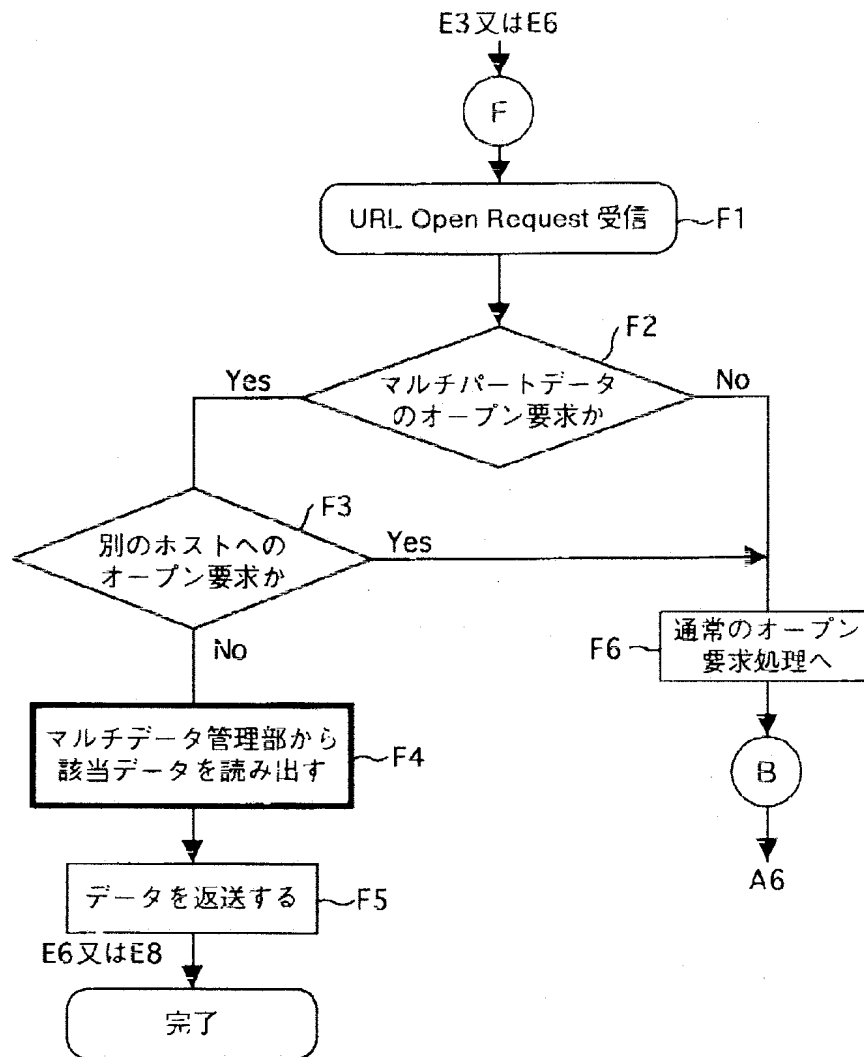 E3又はE6
F
URL Open Request 受信
F1
F2
マルチパートデータ
のオープン要求か
Yes
No
F3
別のホストへの
オープン要求か
Yes
No
F6
通常のオープン
要求処理へ
マルチデータ管理部から
該当データを読み出す
F4
B
データを返送する
F5
A6
E6又はE8
完了